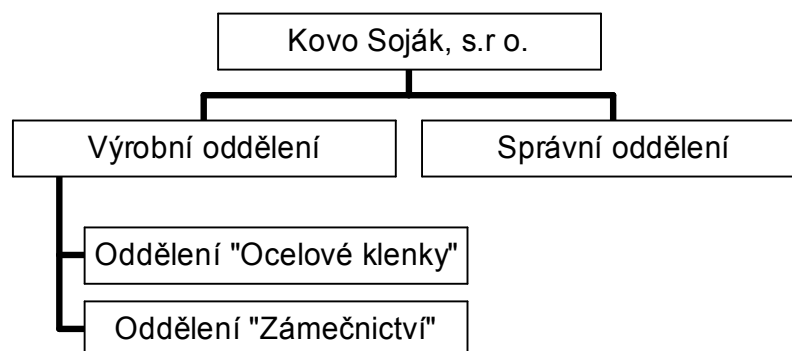 Kovo Soják, s.r o.
Výrobní oddělení
Správní oddělení
Oddělení "Ocelové klenky"
Oddělení "Zámečnictví"